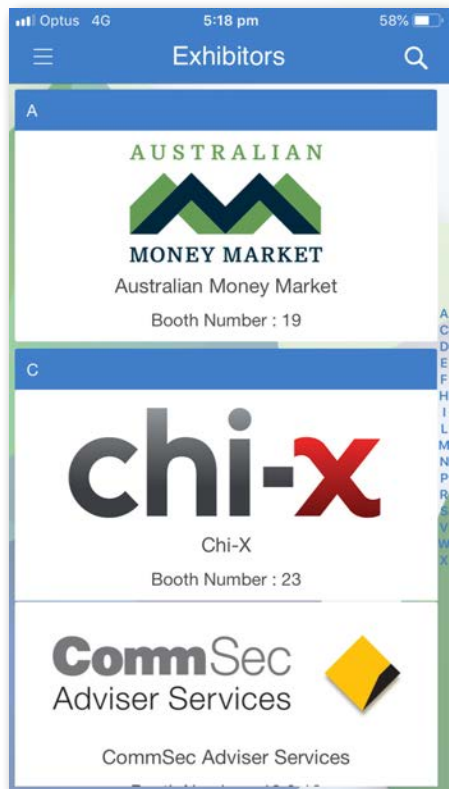 Optus 4G 5:18 pm 58%
Exhibitors
A
AUSTRALIAN
MONEY MARKET
Australian Money Market
Booth Number : 19
C
chi-x
Chi-X
Booth Number : 23
CommSec
Adviser Services
CommSec Adviser Services
A
C
D
E
F
H
I
L
M
N
P
R
S
V
W
X